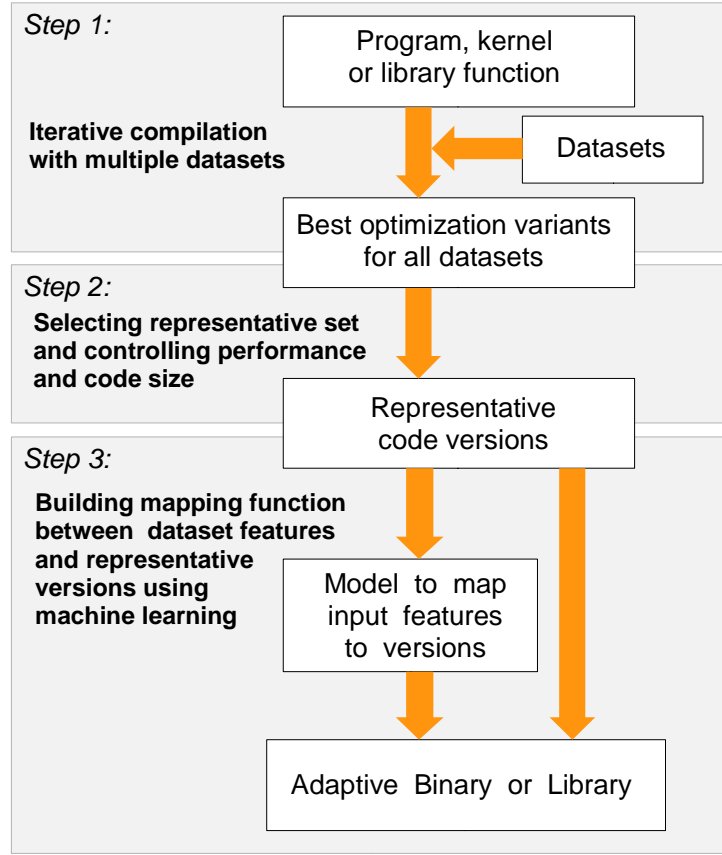 Step 1:
Program, kernel
or library function
Iterative compilation
with multiple datasets
Datasets
Best optimization variants
for all datasets
Step 2:
Selecting representative set
and controlling performance
and code size
Representative
code versions
Step 3:
Building mapping function
between dataset features
and representative
versions using
machine learning
Model to map
input features
to versions
Adaptive Binary or Library